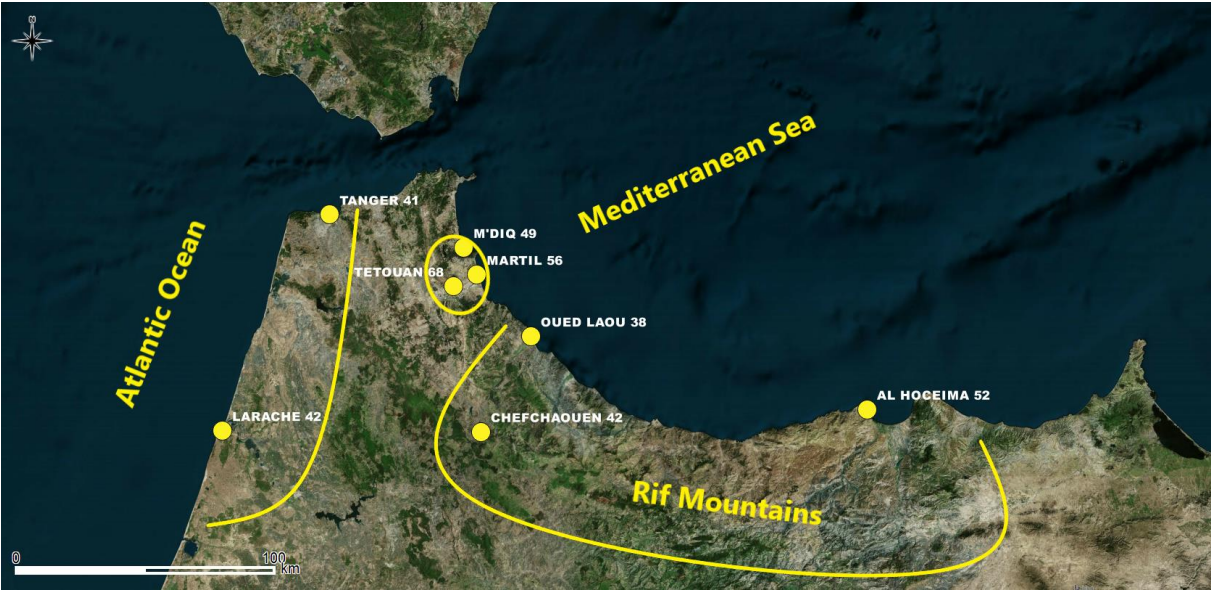 N
TANGER 41
Mediterranean Sea
M'DIQ 49
MARTIL 56
TETOUAN 68
Atlantic Ocean
OUED LAOU 38
AL HOCEIMA 52
LARACHE 42
CHEFCHAOUEN 42
Rif Mountains
0 100
km